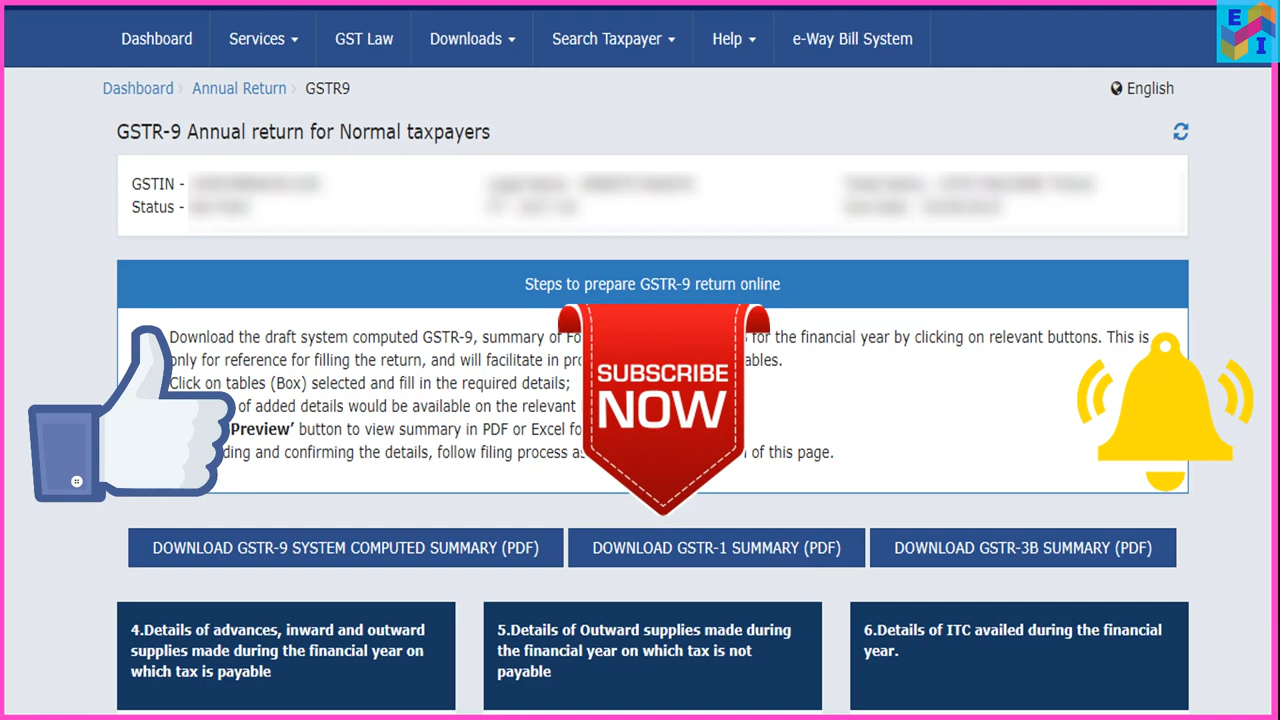 Dashboard Services GST Law Downloads Search Taxpayer Help e-Way Bill System
E I
Dashboard Annual Return GSTR9 English
GSTR-9 Annual return for Normal taxpayers
GSTIN -
Status -
Steps to prepare GSTR-9 return online
Download the draft system computed GSTR-9, summary of for the financial year by clicking on relevant buttons. This is
only for reference for filling the return, and will facilitate in
Click on tables (Box) selected and fill in the required details;
of added details would be available on the relevant
Preview’ button to view summary in PDF or Excel
and confirming the details, follow filing process of this page.
SUBSCRIBE
NOW
DOWNLOAD GSTR-9 SYSTEM COMPUTED SUMMARY (PDF) DOWNLOAD GSTR-1 SUMMARY (PDF) DOWNLOAD GSTR-3B SUMMARY (PDF)
4.Details of advances, inward and outward
supplies made during the financial year on
which tax is payable
5.Details of Outward supplies made during
the financial year on which tax is not
payable
6.Details of ITC availed during the financial
year.